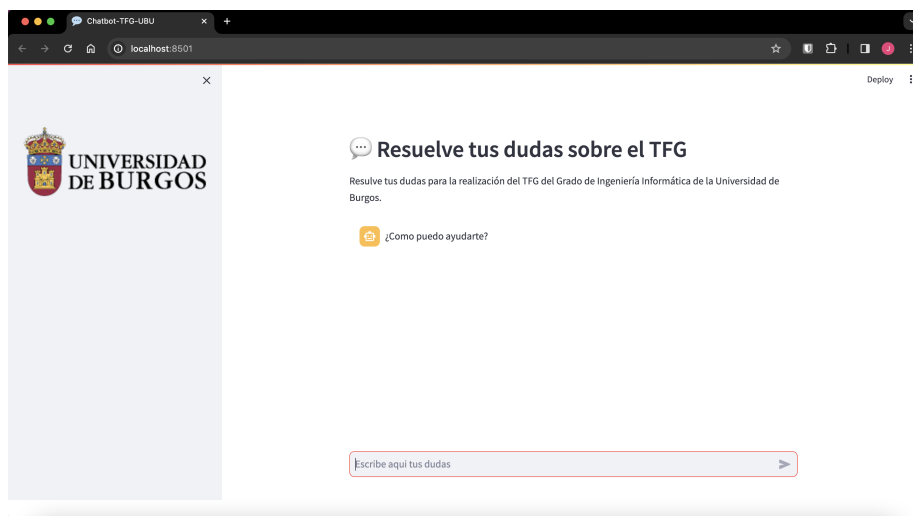 Chatbot-TFG-UBU
localhost:8501
Deploy
UNIVERSIDAD
DE BURGOS
Resuelve tus dudas sobre el TFG
Resulve tus dudas para la realización del TFG del Grado de Ingeniería Informática de la Universidad de
Burgos.
¿Como puedo ayudarte?
Escribe aqui tus dudas